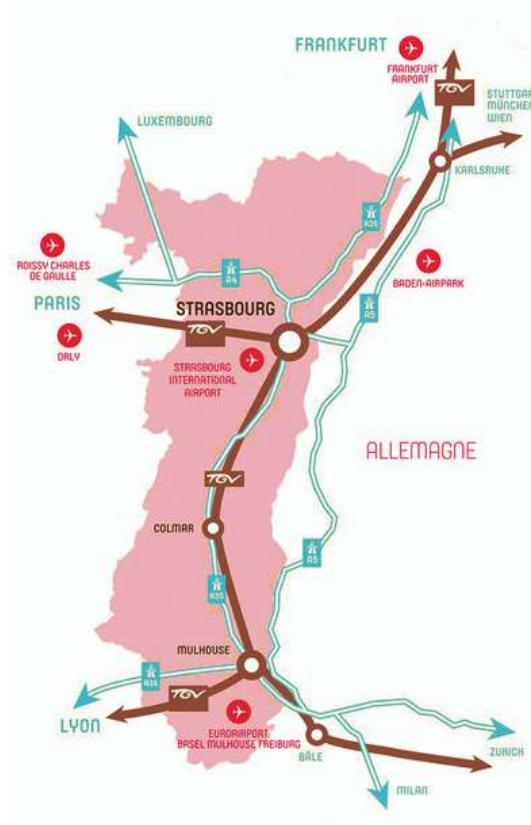 FRANKFURT
FRANKFURT
AIRPORT
TGV
STUTTGAR
MÜNCHEN
WIEN
LUXEMBOURG
KARLSRUHE
A35
ROISSY CHARLES
DE GAULLE
A4
BADEN-AIRPARK
PARIS
STRASBOURG
A5
TGV
ORLY
STRASBOURG
INTERNATIONAL
AIRPORT
ALLEMAGNE
TGV
COLMAR
A5
A35
MULHOUSE
A36
TGV
LYON
EUROAIRPORT
BASEL MULHOUSE FREIBURG
BÂLE
ZURICH
MILAN